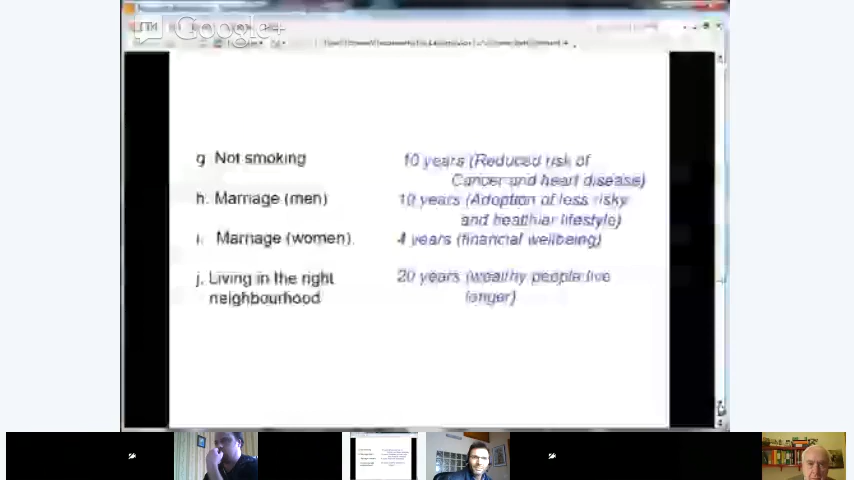 Google+
g. Not smoking
10 years (Reduced risk of
Cancer and heart disease)
h. Marriage (men)
10 years (Adoption of less risky
and healthier lifestyle)
i. Marriage (women)
4 years (financial wellbeing)
j. Living in the right
neighbourhood
20 years (wealthy people live
longer)